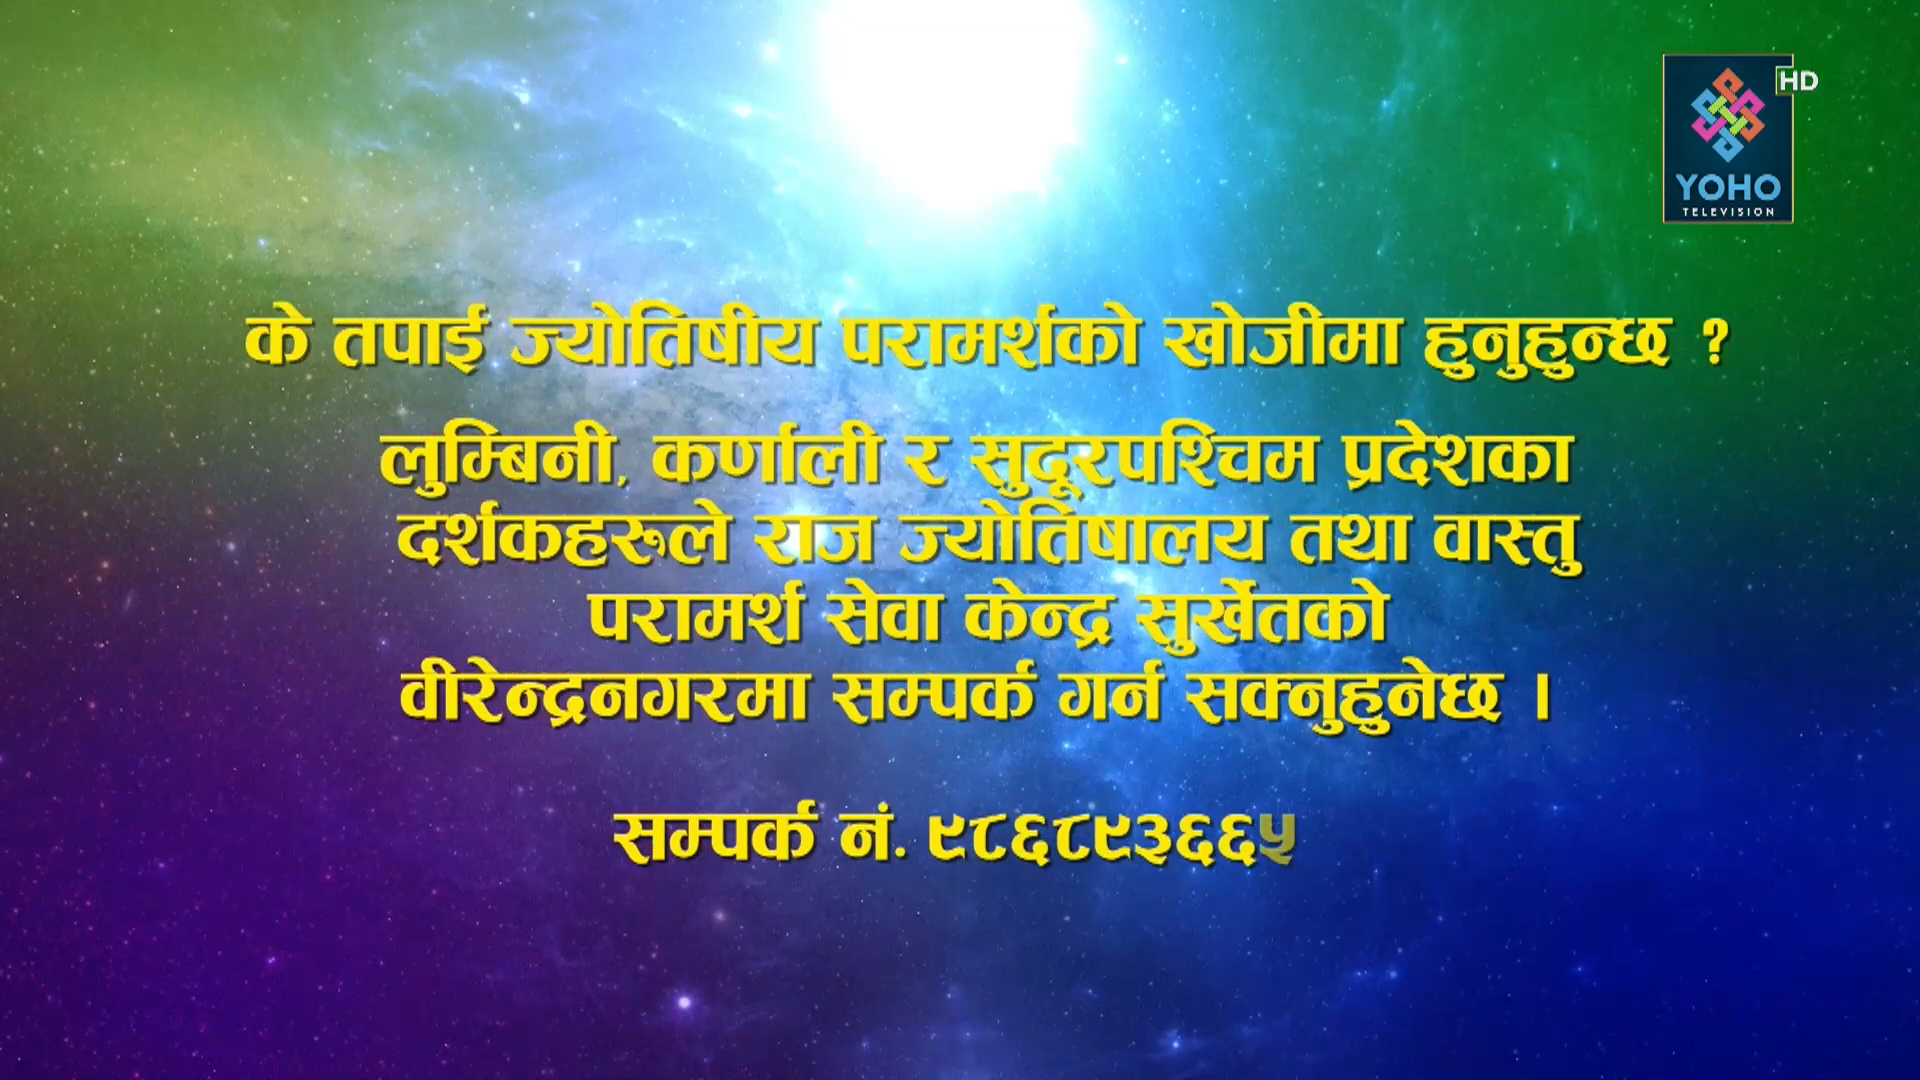 HD
YOHO
TELEVISION
के तपाई ज्योतिषीय परामर्शको खोजीमा हुनुहुन्छ ?
लुम्बिनी, कर्णाली र सुदूरपश्चिम प्रदेशका
दर्शकहरुले राज ज्योतिषालय तथा वास्तु
परामर्श सेवा केन्द्र सुर्खेतको
वीरेन्द्रनगरमा सम्पर्क गर्न सक्नुहुनेछ ।
सम्पर्क नं. ९८६८९३६६५